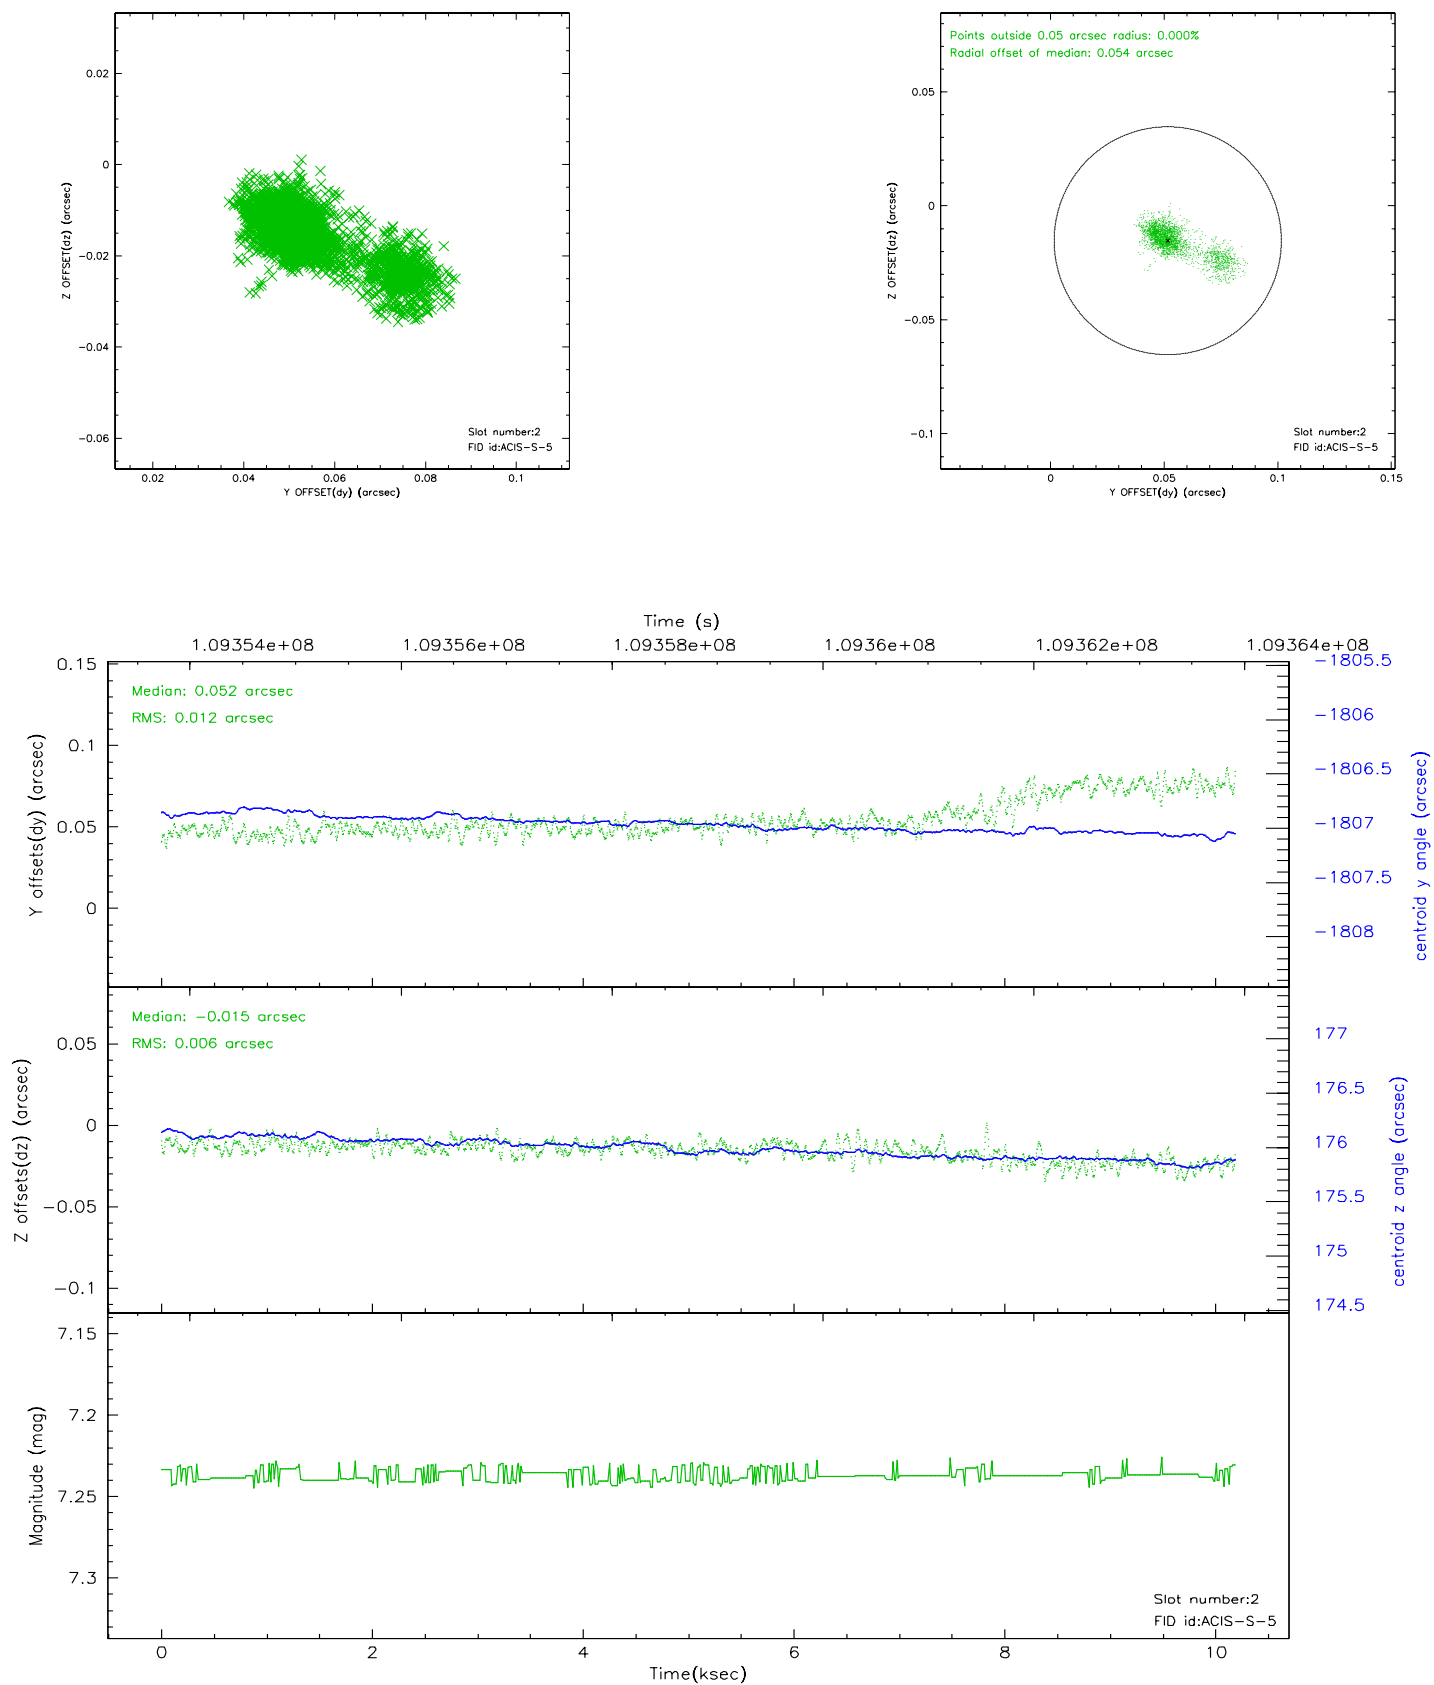 0.02
0
-0.02
-0.04
-0.06
Z OFFSET(dz) (arcsec)
Slot number:2
FID id:ACIS-S-5
0.02 0.04 0.06 0.08 0.1
Y OFFSET(dy) (arcsec)
Points outside 0.05 arcsec radius: 0.000%
Radial offset of median: 0.054 arcsec
0.05
0
-0.05
-0.1
Z OFFSET(dz) (arcsec)
Slot number:2
FID id:ACIS-S-5
0 0.05 0.1 0.15
Y OFFSET(dy) (arcsec)
Time (s)
1.09354e+08 1.09356e+08 1.09358e+08 1.0936e+08 1.09362e+08 1.09364e+08
Median: 0.052 arcsec
RMS: 0.012 arcsec
0.15
0.1
0.05
0
Y offsets(dy) (arcsec)
-1805.5
-1806
-1806.5
-1807
-1807.5
-1808
centroid y angle (arcsec)
Median: -0.015 arcsec
RMS: 0.006 arcsec
0.05
0
-0.05
-0.1
Z offsets(dz) (arcsec)
177
176.5
176
175.5
175
174.5
centroid z angle (arcsec)
7.15
7.2
7.25
7.3
Magnitude (mag)
Slot number:2
FID id:ACIS-S-5
0 2 4 6 8 10
Time(ksec)